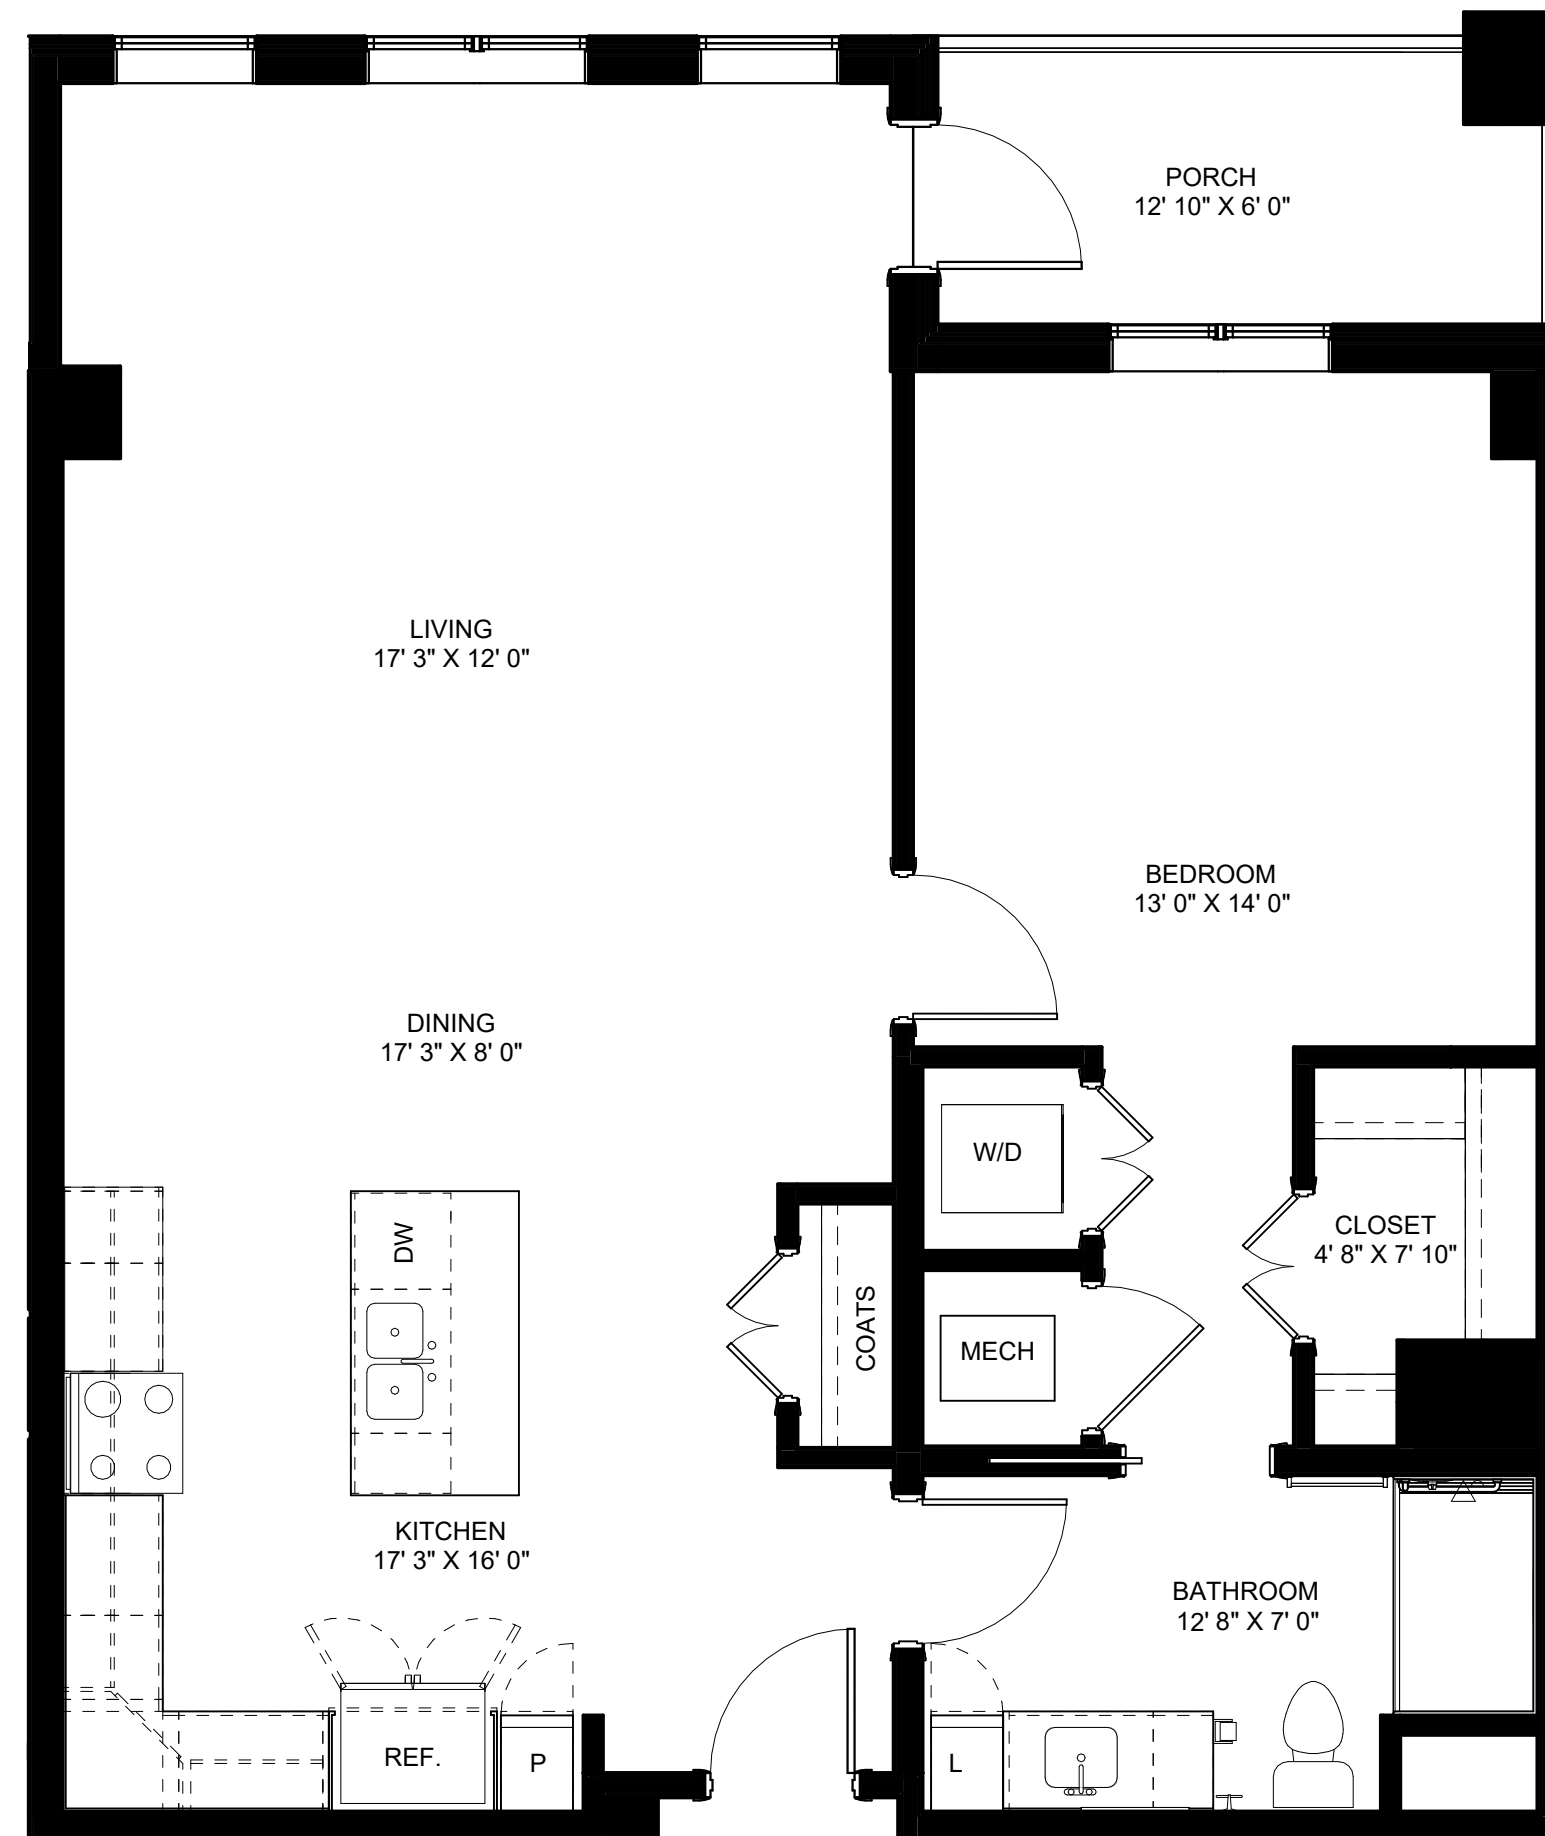 PORCH
12' 10" X 6' 0"
LIVING
17' 3" X 12' 0"
BEDROOM
13' 0" X 14' 0"
DINING
17' 3" X 8' 0"
W/D
DW
CLOSET
4' 8" X 7' 10"
COATS
MECH
KITCHEN
17' 3" X 16' 0"
BATHROOM
12' 8" X 7' 0"
REF.
P
L